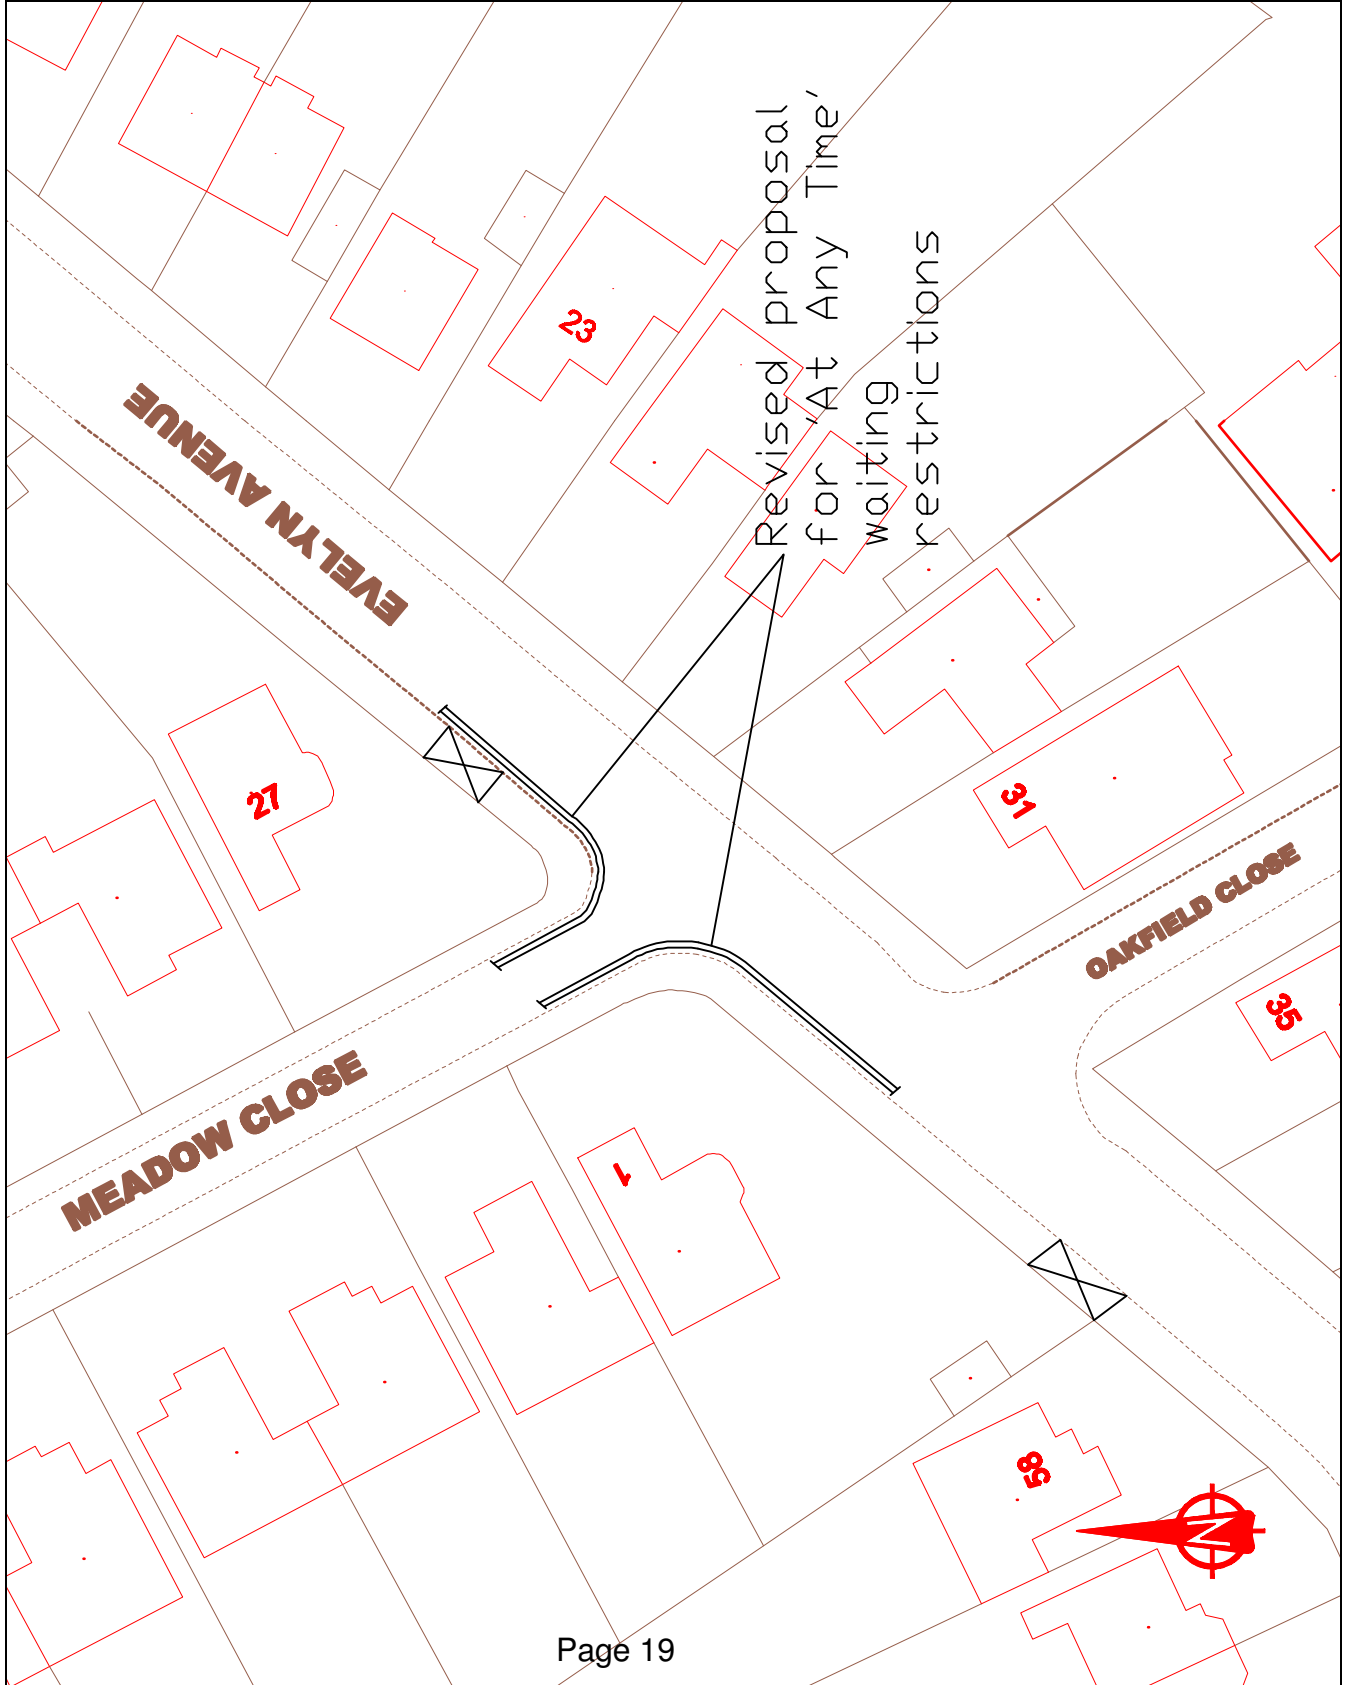 Revised proposal
for 'At Any Time'
waiting
restrictions
EVELYN AVENUE
23
27
31
OAKFIELD CLOSE
35
MEADOW CLOSE
1
58
N
Page 19